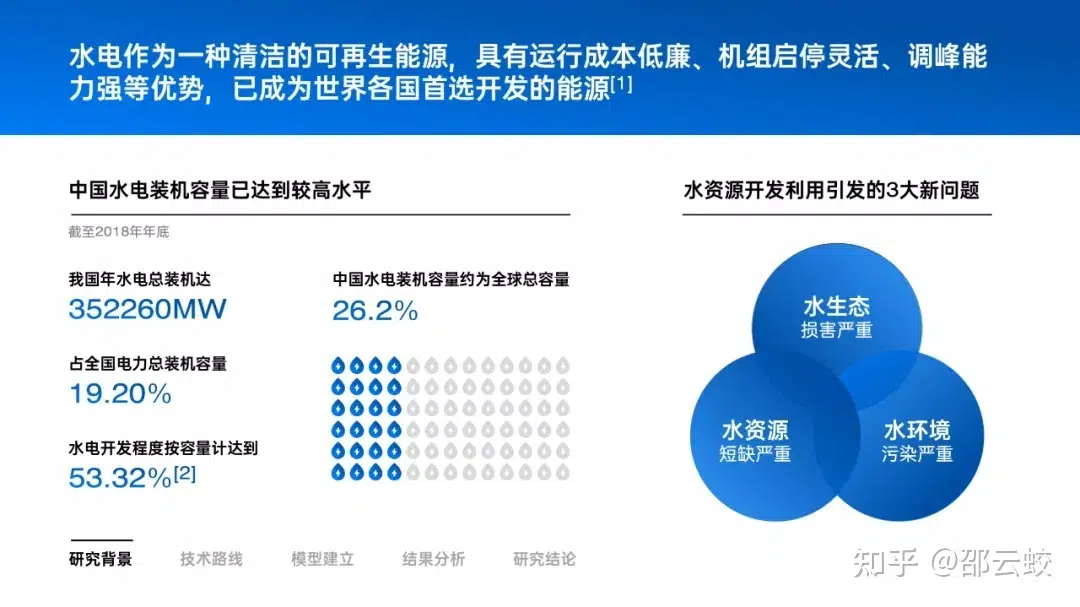 水电作为一种清洁的可再生能源，具有运行成本低廉、机组启停灵活、调峰能
力强等优势，已成为世界各国首选开发的能源[1]
中国水电装机容量已达到较高水平
截至2018年年底
我国年水电总装机达
352260MW
占全国电力总装机容量
19.20%
水电开发程度按容量计达到
53.32%[2]
中国水电装机容量约为全球总容量
26.2%
水资源开发利用引发的3大新问题
水生态
损害严重
水资源
短缺严重
水环境
污染严重
研究背景
技术路线
模型建立
结果分析
研究结论
知乎 @邵云蛟